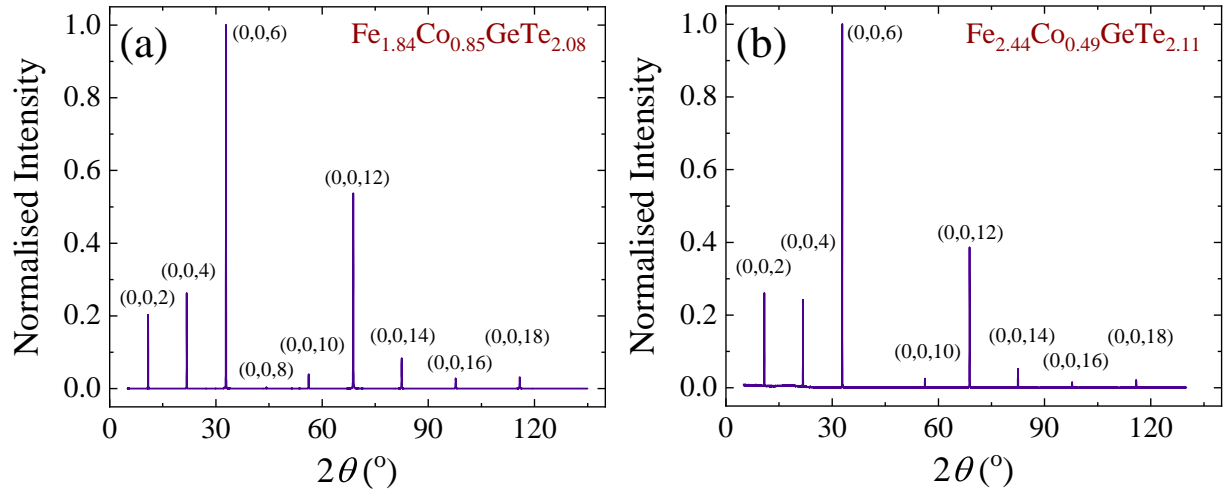 (a)
Fe1.84Co0.85GeTe2.08
Normalised Intensity
1.0
0.8
0.6
0.4
0.2
0.0
(0,0,2)
(0,0,4)
(0,0,6)
(0,0,8)
(0,0,10)
(0,0,12)
(0,0,14)
(0,0,16)
(0,0,18)
0 30 60 90 120
2θ (°)
(b)
Fe2.44Co0.49GeTe2.11
Normalised Intensity
1.0
0.8
0.6
0.4
0.2
0.0
(0,0,2)
(0,0,4)
(0,0,6)
(0,0,10)
(0,0,12)
(0,0,14)
(0,0,16)
(0,0,18)
0 30 60 90 120
2θ (°)